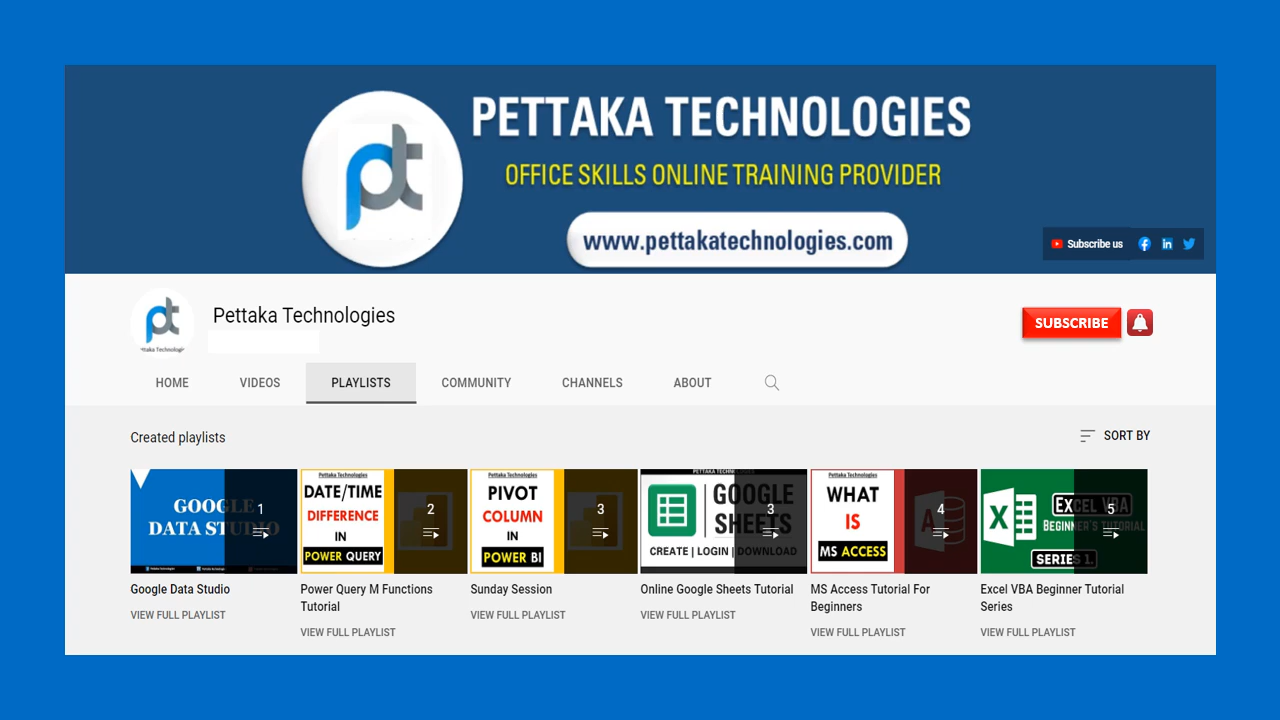 PETTAKA TECHNOLOGIES
OFFICE SKILLS ONLINE TRAINING PROVIDER
www.pettakatechnologies.com
Subscribe us
pt
pt
Pettaka Technologies
SUBSCRIBE
HOME VIDEOS PLAYLISTS COMMUNITY CHANNELS ABOUT
Created playlists
SORT BY
GOOGLE
DATA STUDIO
1
Google Data Studio
VIEW FULL PLAYLIST
Pettaka Technologies
DATE/TIME
DIFFERENCE
IN
POWER QUERY
2
Power Query M Functions
Tutorial
VIEW FULL PLAYLIST
Pettaka Technologies
PIVOT
COLUMN
IN
POWER BI
3
Sunday Session
VIEW FULL PLAYLIST
PETTAKA TECHNOLOGIES
GOOGLE
SHEETS
CREATE | LOGIN | DOWNLOAD
3
Online Google Sheets Tutorial
VIEW FULL PLAYLIST
Pettaka Technologies
WHAT
IS
MS ACCESS
4
MS Access Tutorial For
Beginners
VIEW FULL PLAYLIST
EXCEL VBA
BEGINNER'S TUTORIAL
SERIES 1.
5
Excel VBA Beginner Tutorial
Series
VIEW FULL PLAYLIST